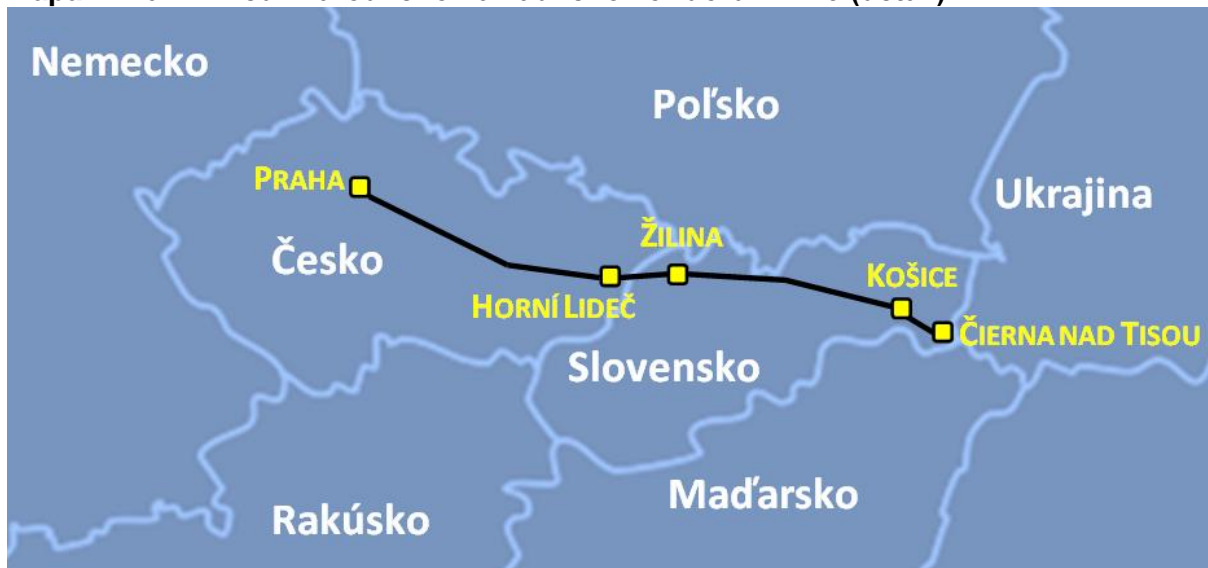 Nemecko
Poľsko
Ukrajina
PRAHA
Česko
ŽILINA
KOŠICE
HORNÍ LIDEČ
ČIERNA NAD TISOU
Slovensko
Maďarsko
Rakúsko